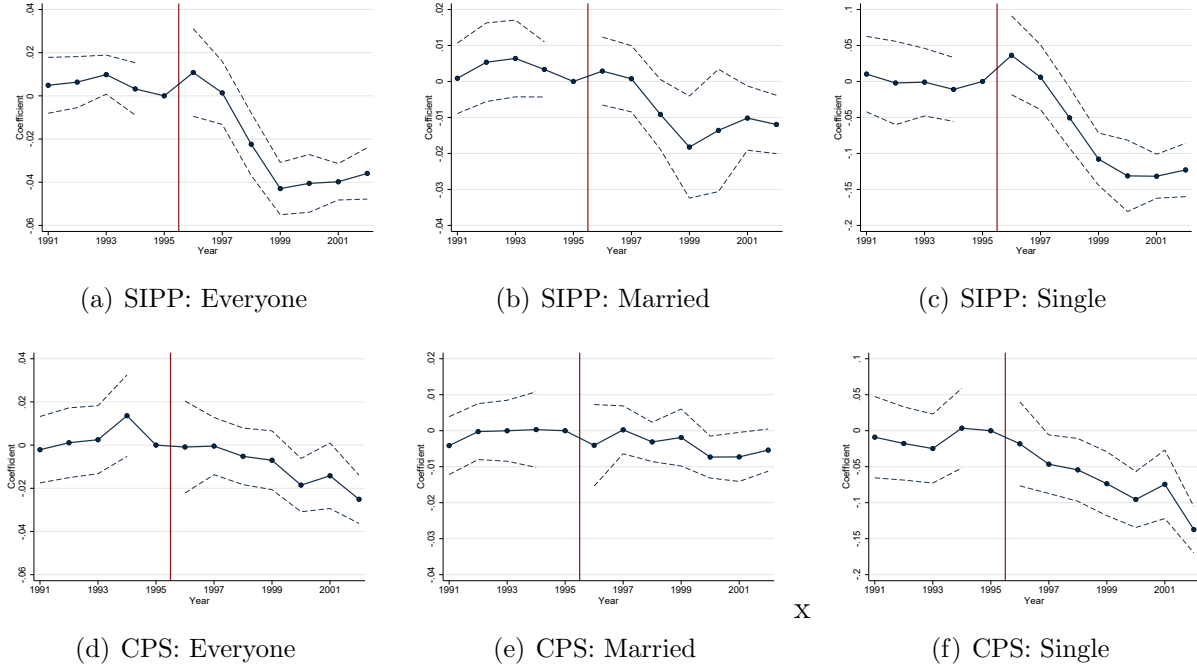 .04
.02
0
-.02
-.04
-.06
Coefficient
1991 1993 1995 1997 1999 2001
Year
(a) SIPP: Everyone
.02
.01
0
-.01
-.02
-.03
-.04
Coefficient
1991 1993 1995 1997 1999 2001
Year
(b) SIPP: Married
.1
.05
0
-.05
-.1
-.15
-.2
Coefficient
1991 1993 1995 1997 1999 2001
Year
(c) SIPP: Single
.04
.02
0
-.02
-.04
-.06
Coefficient
1991 1993 1995 1997 1999 2001
Year
(d) CPS: Everyone
.02
.01
0
-.01
-.02
-.03
-.04
Coefficient
1991 1993 1995 1997 1999 2001
Year
(e) CPS: Married
x
.1
.05
0
-.05
-.1
-.15
-.2
Coefficient
1991 1993 1995 1997 1999 2001
Year
(f) CPS: Single